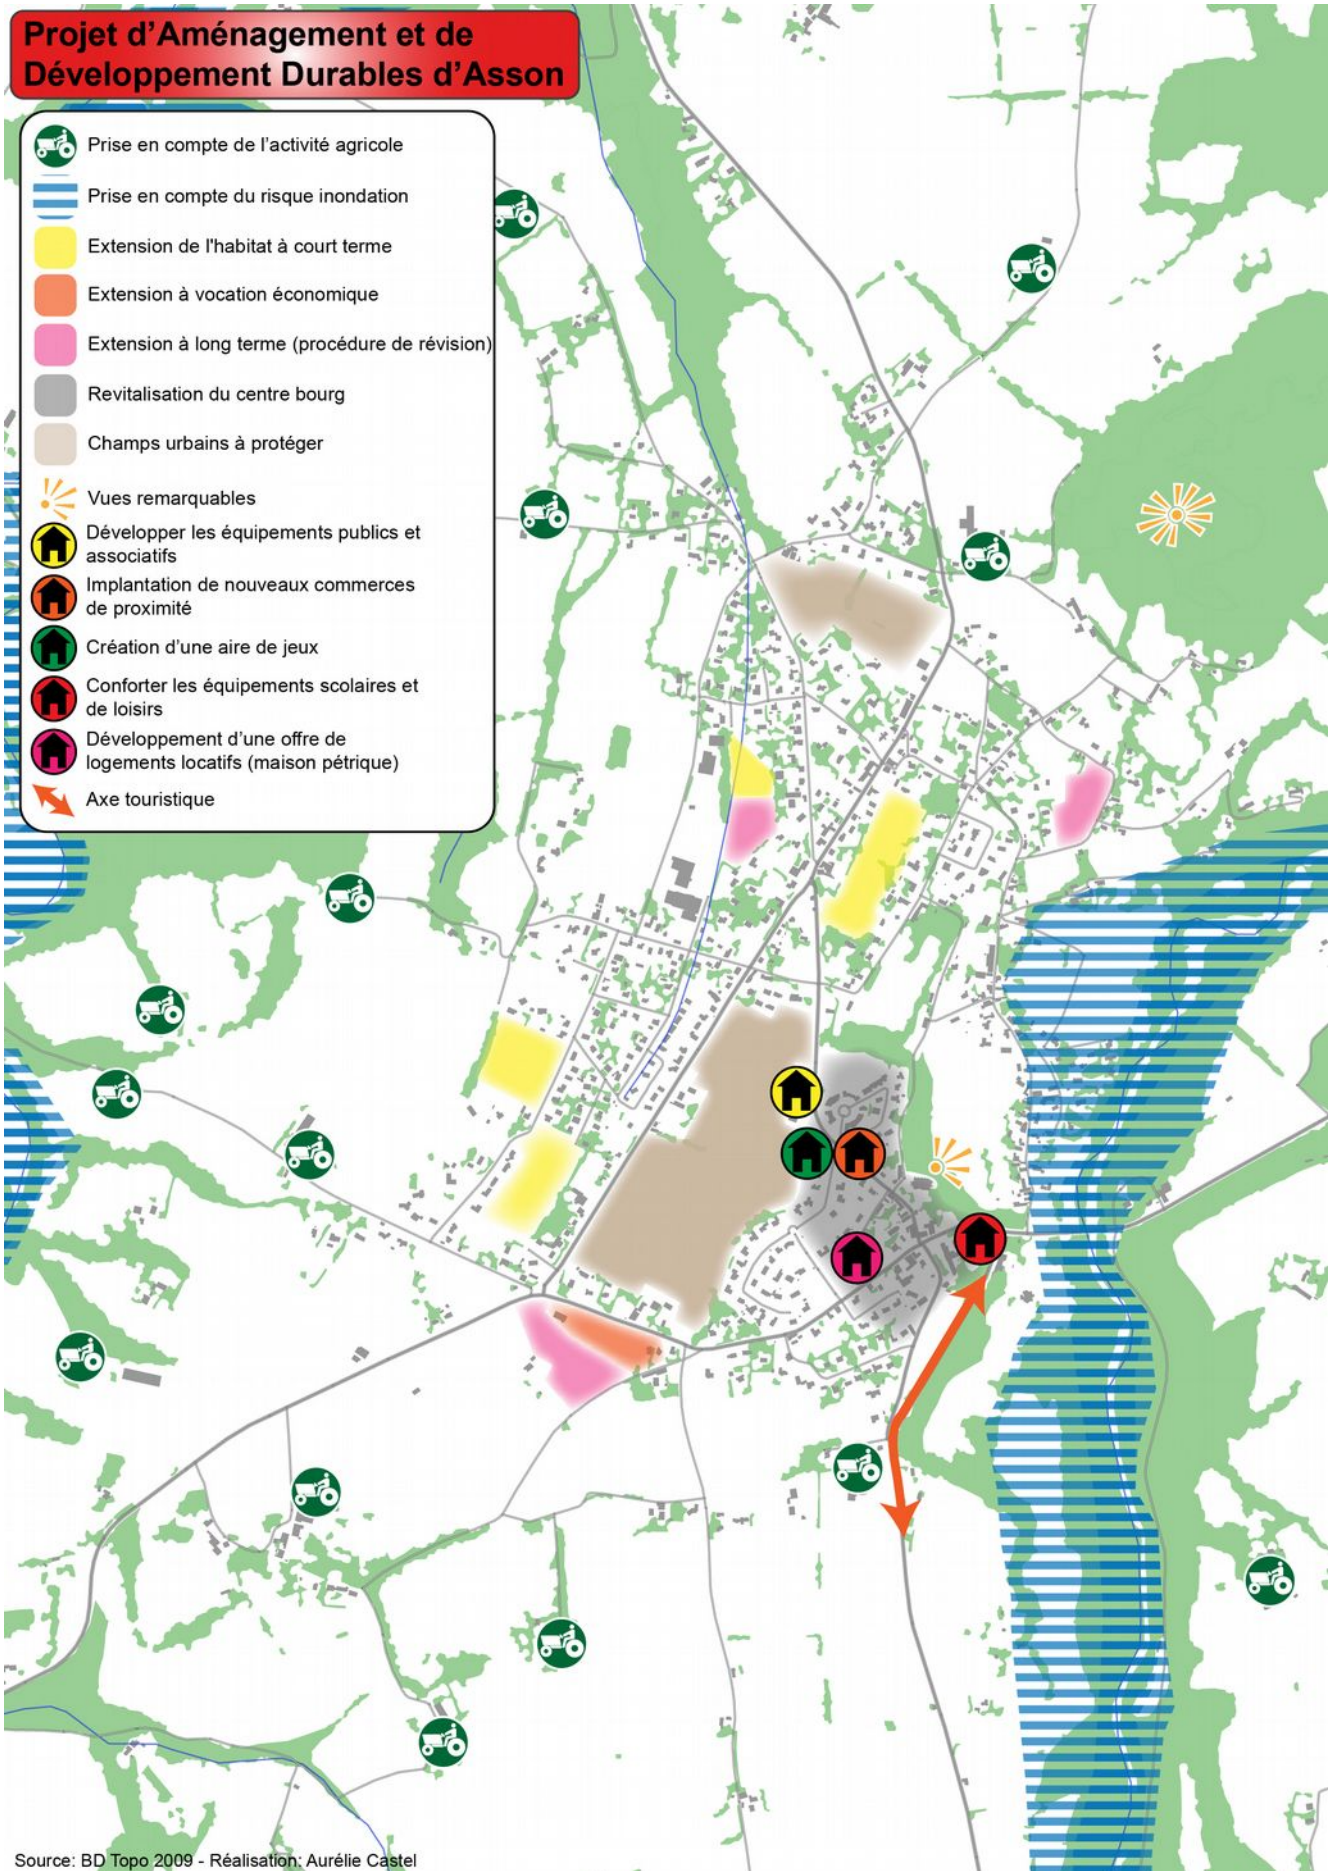 Projet d'Aménagement et de
Développement Durables d'Asson
Prise en compte de l'activité agricole
Prise en compte du risque inondation
Extension de l'habitat à court terme
Extension à vocation économique
Extension à long terme (procédure de révision)
Revitalisation du centre bourg
Champs urbains à protéger
Vues remarquables
Développer les équipements publics et
associatifs
Implantation de nouveaux commerces
de proximité
Création d'une aire de jeux
Conforter les équipements scolaires et
de loisirs
Développement d'une offre de
logements locatifs (maison pétrique)
Axe touristique
Source: BD Topo 2009 - Réalisation: Aurélie Castel